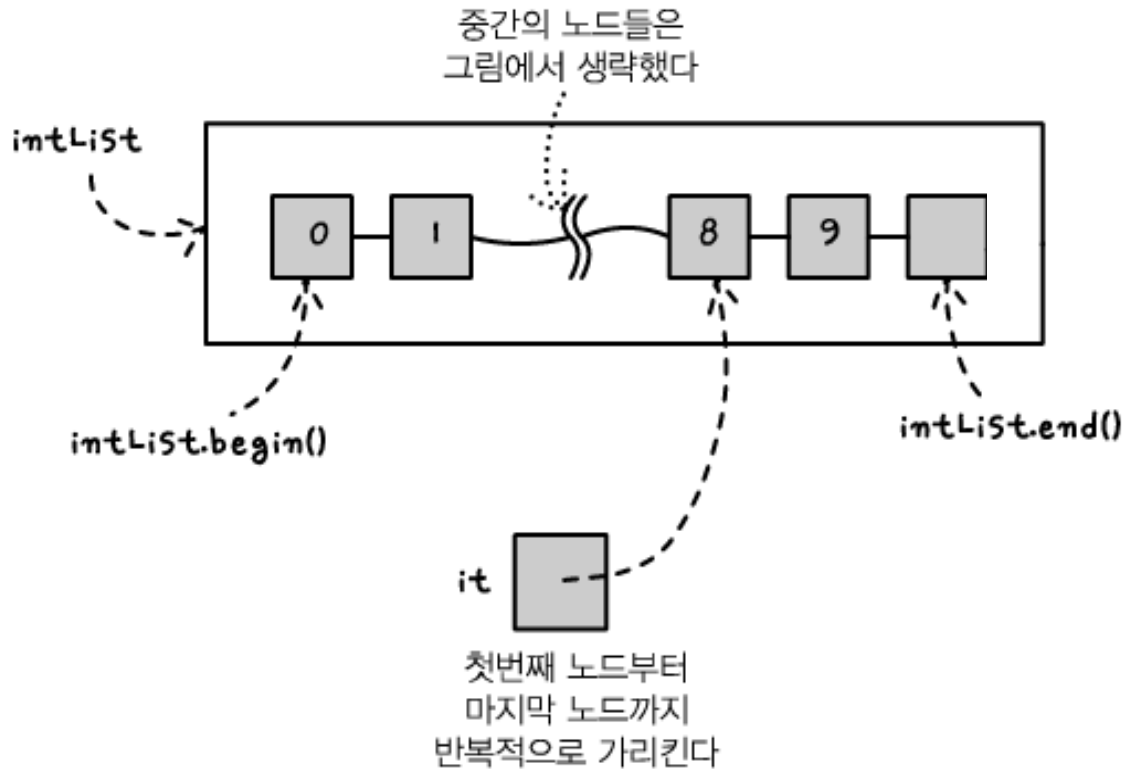 중간의 노드들은
그림에서 생략했다
intList
0 1 8 9
intList.begin()
intList.end()
it
첫번째 노드부터
마지막 노드까지
반복적으로 가리킨다